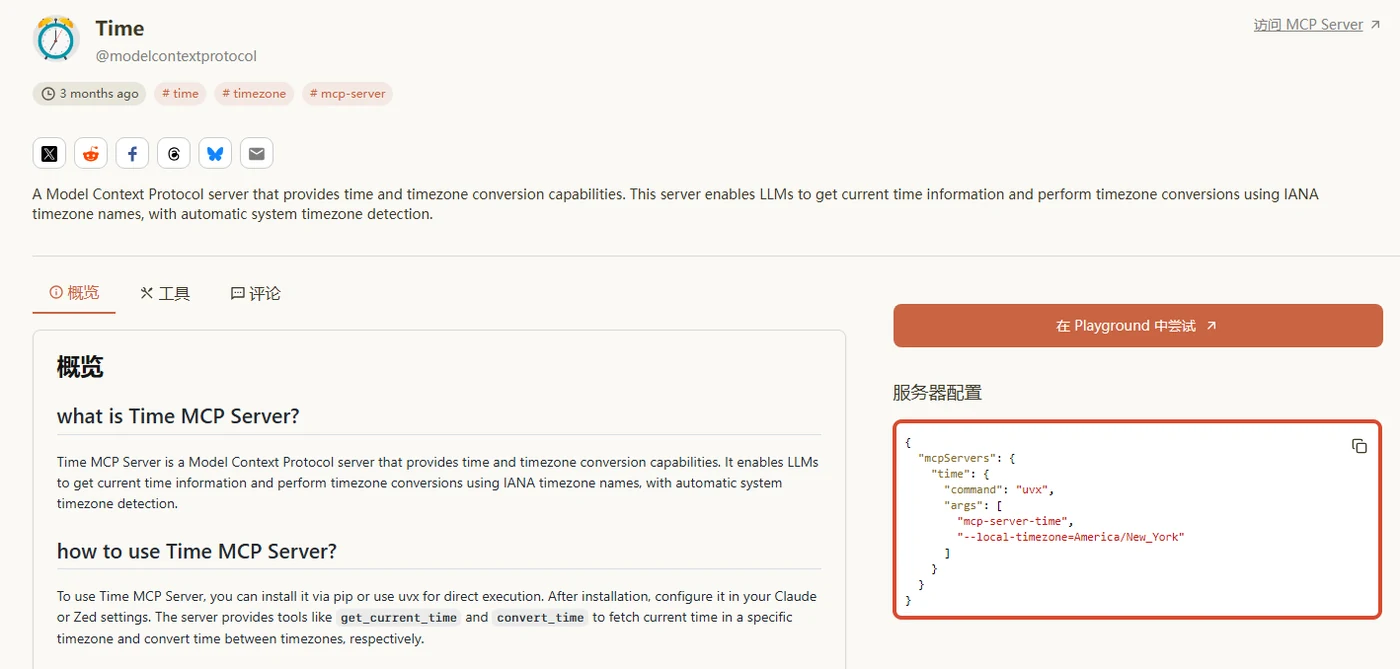 Time
访问 MCP Server
@modelcontextprotocol
3 months ago # time # timezone # mcp-server
A Model Context Protocol server that provides time and timezone conversion capabilities. This server enables LLMs to get current time information and perform timezone conversions using IANA
timezone names, with automatic system timezone detection.
概览 工具 评论
概览
what is Time MCP Server?
Time MCP Server is a Model Context Protocol server that provides time and timezone conversion capabilities. It enables LLMs
to get current time information and perform timezone conversions using IANA timezone names, with automatic system
timezone detection.
how to use Time MCP Server?
To use Time MCP Server, you can install it via pip or use uvx for direct execution. After installation, configure it in your Claude
or Zed settings. The server provides tools like get_current_time and convert_time to fetch current time in a specific
timezone and convert time between timezones, respectively.
在 Playground 中尝试
服务器配置
{
  "mcpServers": {
    "time": {
      "command": "uvx",
      "args": [
        "mcp-server-time",
        "--local-timezone=America/New_York"
      ]
    }
  }
}